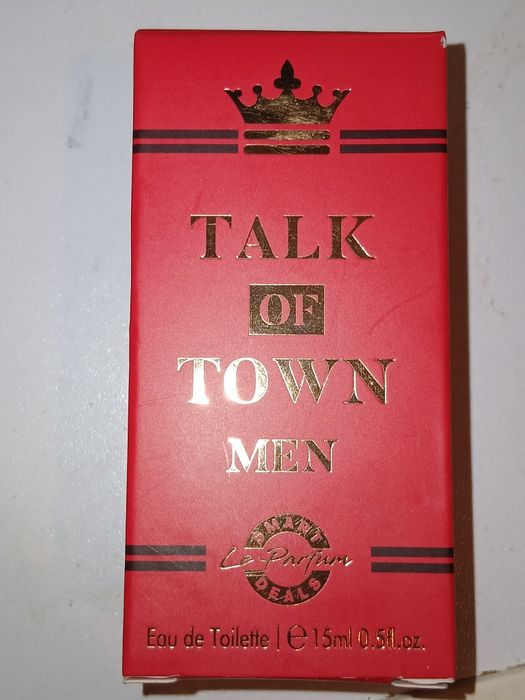 TALK
OF
TOWN
MEN
SMART
Le Parfum
DEALS
Eau de Toilette | ℮ 15ml 0.5fl.oz.